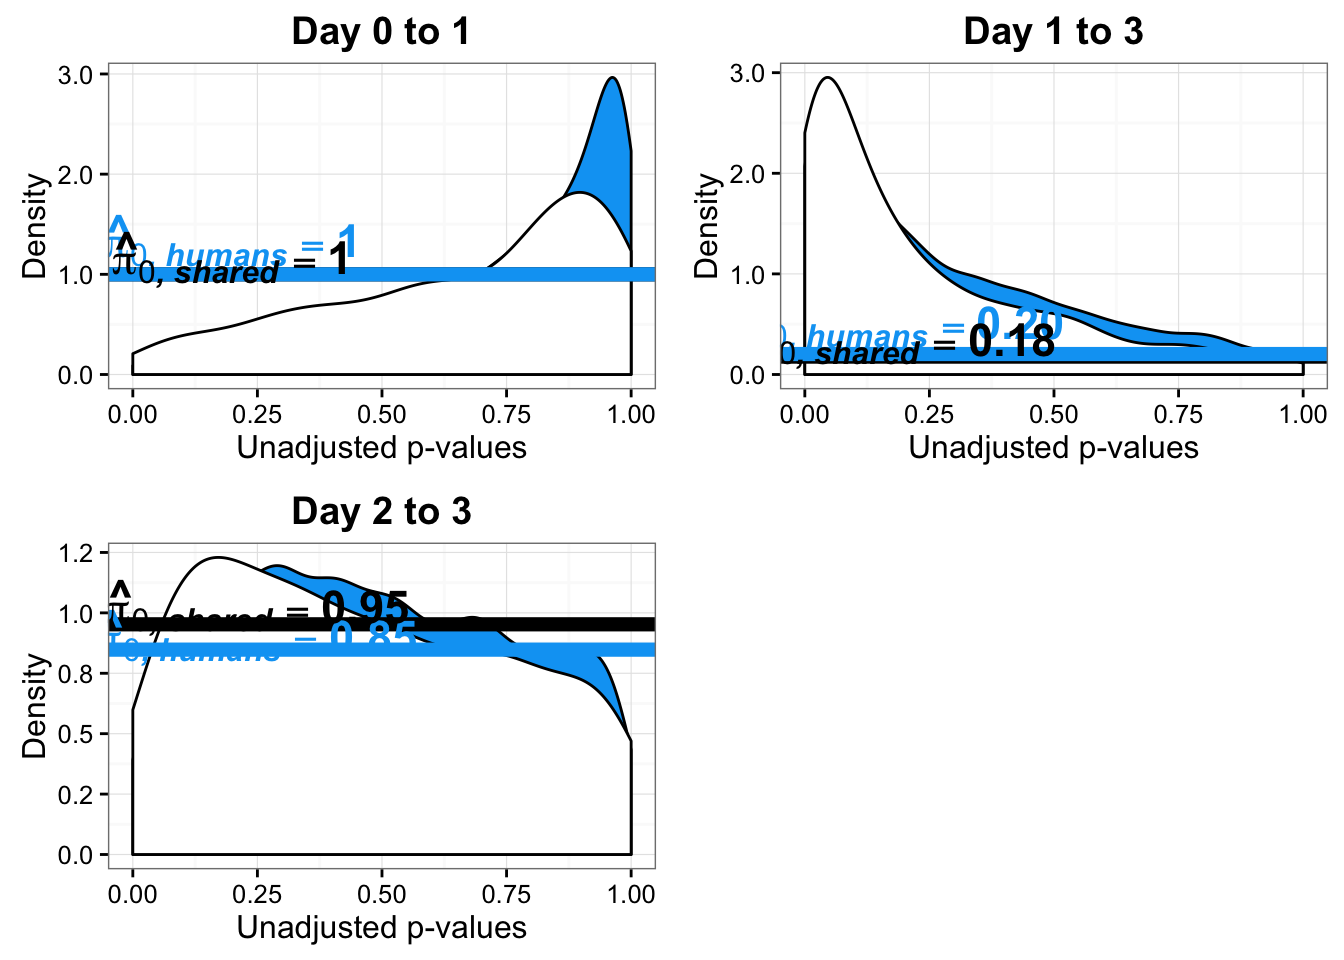 Day 0 to 1
3.0
2.0
1.0
0.0
Density
π̂0, humans = 1
π̂0, shared = 1
0.00 0.25 0.50 0.75 1.00
Unadjusted p-values
Day 1 to 3
3.0
2.0
1.0
0.0
Density
0, humans = 0.20
0, shared = 0.18
0.00 0.25 0.50 0.75 1.00
Unadjusted p-values
Day 2 to 3
1.2
1.0
0.8
0.5
0.2
0.0
Density
π̂0, shared = 0.95
π̂0, humans = 0.85
0.00 0.25 0.50 0.75 1.00
Unadjusted p-values